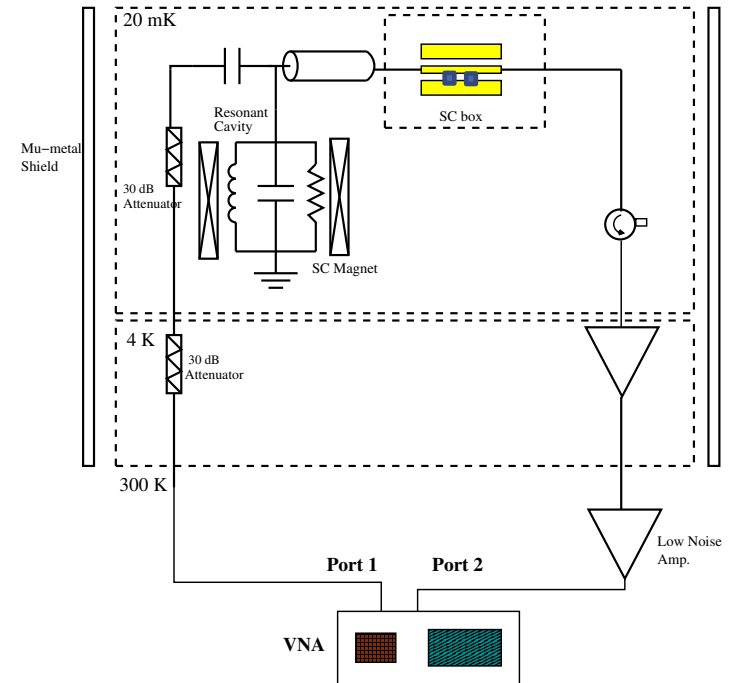 20 mK
Resonant
Cavity
SC box
Mu−metal
Shield
30 dB
Attenuator
SC Magnet
4 K
30 dB
Attenuator
300 K
Low Noise
Amp.
Port 1
Port 2
VNA